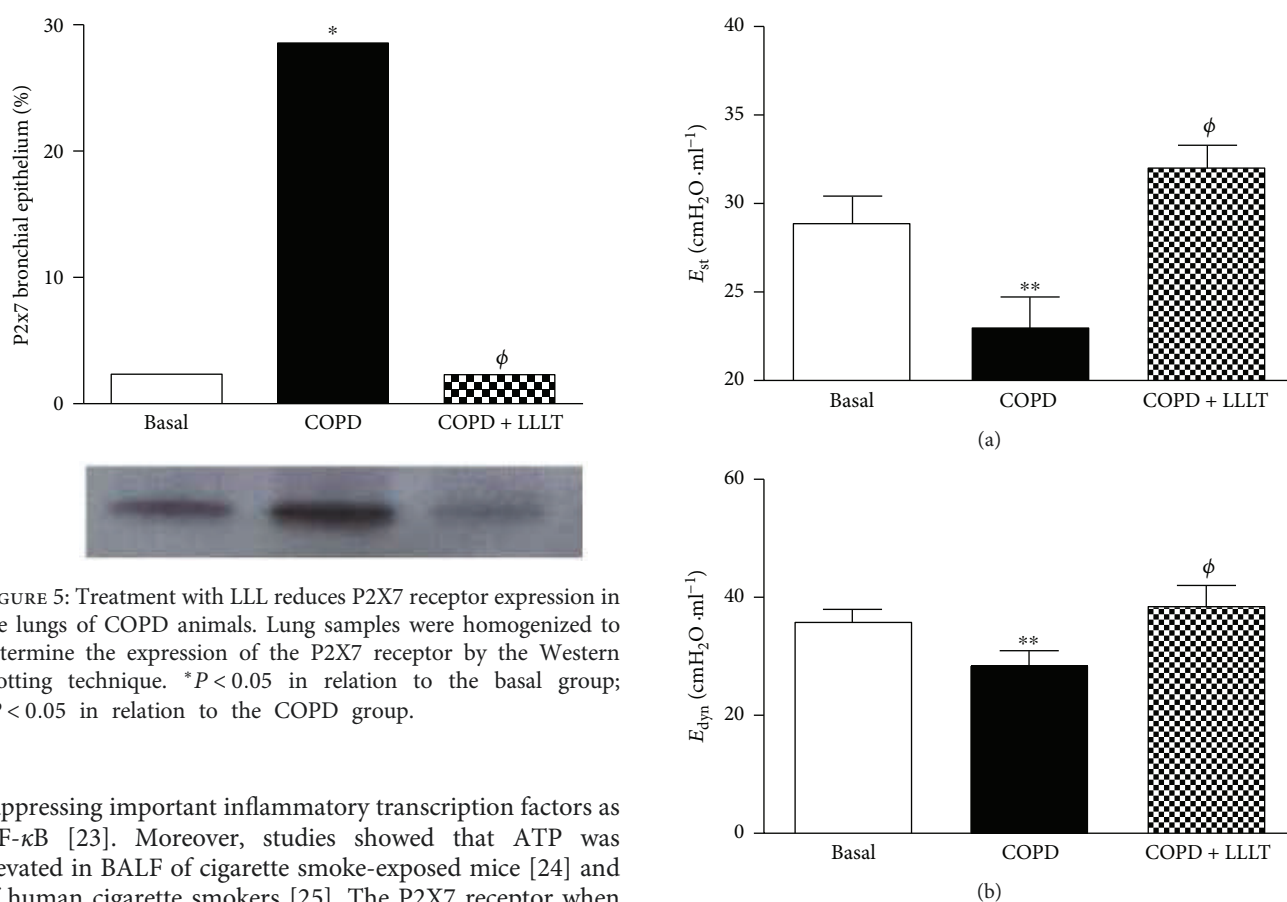 30
20
10
0
P2x7 bronchial epithelium (%)
*
ϕ
Basal COPD COPD + LLLT
GURE 5: Treatment with LLL reduces P2X7 receptor expression in
e lungs of COPD animals. Lung samples were homogenized to
termine the expression of the P2X7 receptor by the Western
otting technique. *P < 0.05 in relation to the basal group;
P < 0.05 in relation to the COPD group.
ppressing important inflammatory transcription factors as
F-κB [23]. Moreover, studies showed that ATP was
evated in BALF of cigarette smoke-exposed mice [24] and
f human cigarette smokers [25]. The P2X7 receptor when
40
35
30
25
20
Est (cmH2O·ml−1)
**
ϕ
Basal COPD COPD + LLLT
(a)
60
40
20
0
Edyn (cmH2O·ml−1)
**
ϕ
Basal COPD COPD + LLLT
(b)